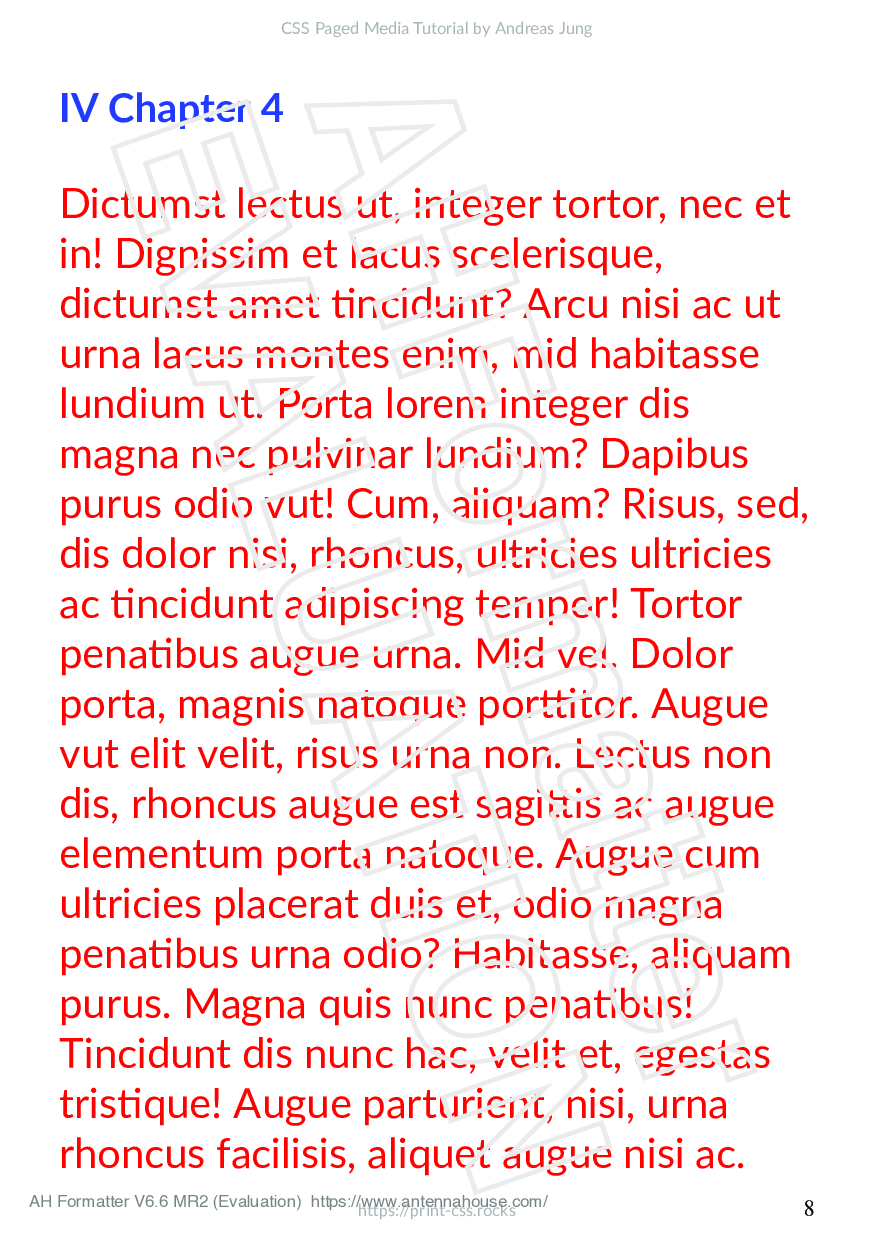 CSS Paged Media Tutorial by Andreas Jung
IV Chapter 4
Dictumst lectus ut, integer tortor, nec et
in! Dignissim et lacus scelerisque,
dictumst amet tincidunt? Arcu nisi ac ut
urna lacus montes enim, mid habitasse
lundium ut. Porta lorem integer dis
magna nec pulvinar lundium? Dapibus
purus odio vut! Cum, aliquam? Risus, sed,
dis dolor nisi, rhoncus, ultricies ultricies
ac tincidunt adipiscing tempor! Tortor
penatibus augue urna. Mid vel. Dolor
porta, magnis natoque porttitor. Augue
vut elit velit, risus urna non. Lectus non
dis, rhoncus augue est sagittis ac augue
elementum porta natoque. Augue cum
ultricies placerat duis et, odio magna
penatibus urna odio? Habitasse, aliquam
purus. Magna quis nunc penatibus!
Tincidunt dis nunc hac, velit et, egestas
tristique! Augue parturient, nisi, urna
rhoncus facilisis, aliquet augue nisi ac.
AH Formatter
EVALUATION
AH Formatter V6.6 MR2 (Evaluation) https://www.antennahouse.com/
https://print-css.rocks
8